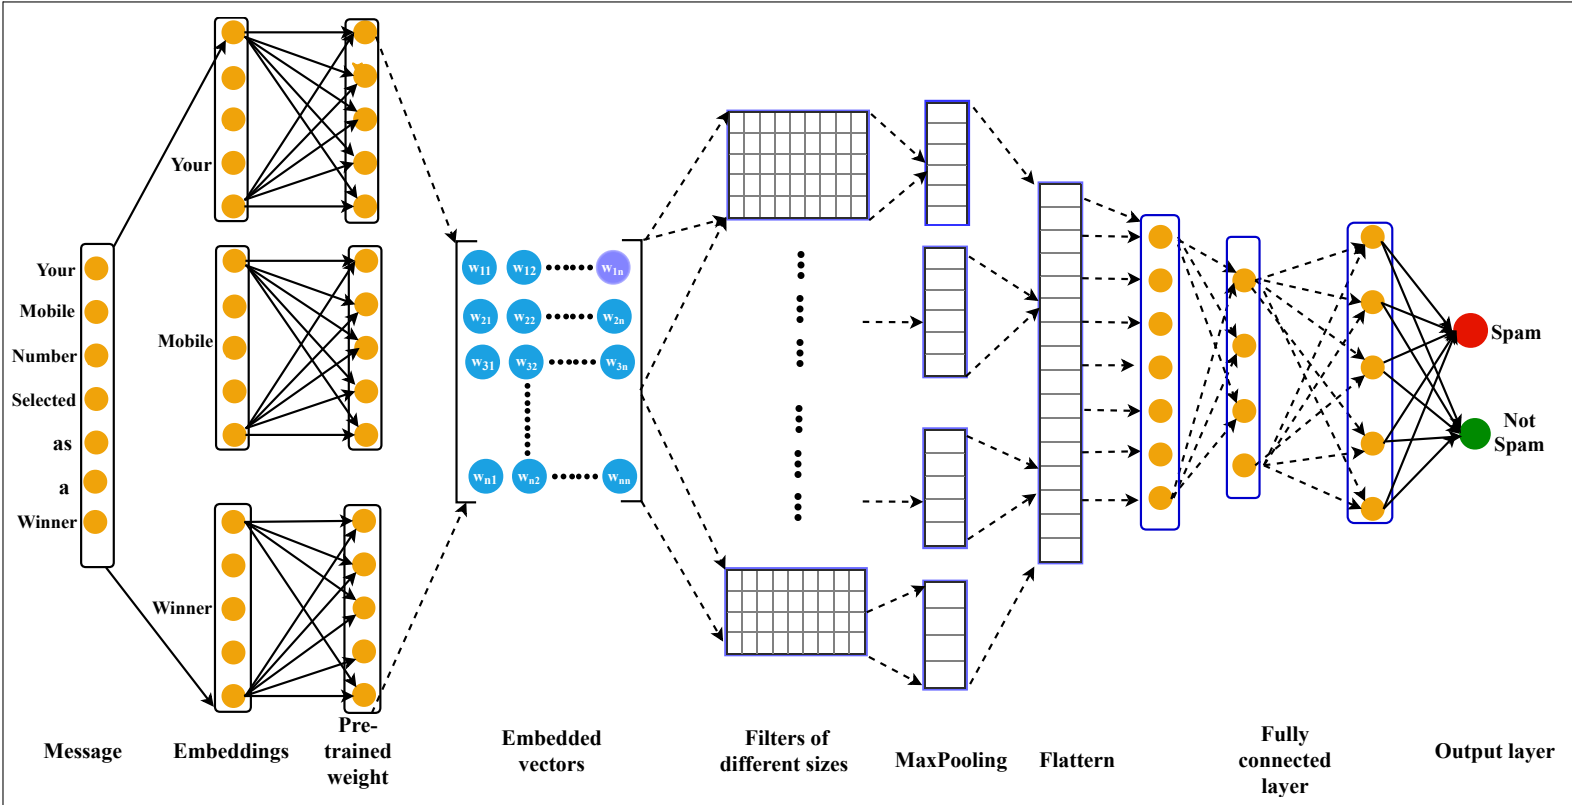 Your
Mobile
Number
Selected
as
a
Winner
Your
Mobile
Winner
w11 w12 w1n
w21 w22 w2n
w31 w32 w3n
wn1 wn2 wnn
Spam
Not
Spam
Message
Embeddings
Pre-
trained
weight
Embedded
vectors
Filters of
different sizes
MaxPooling
Flattern
Fully
connected
layer
Output layer